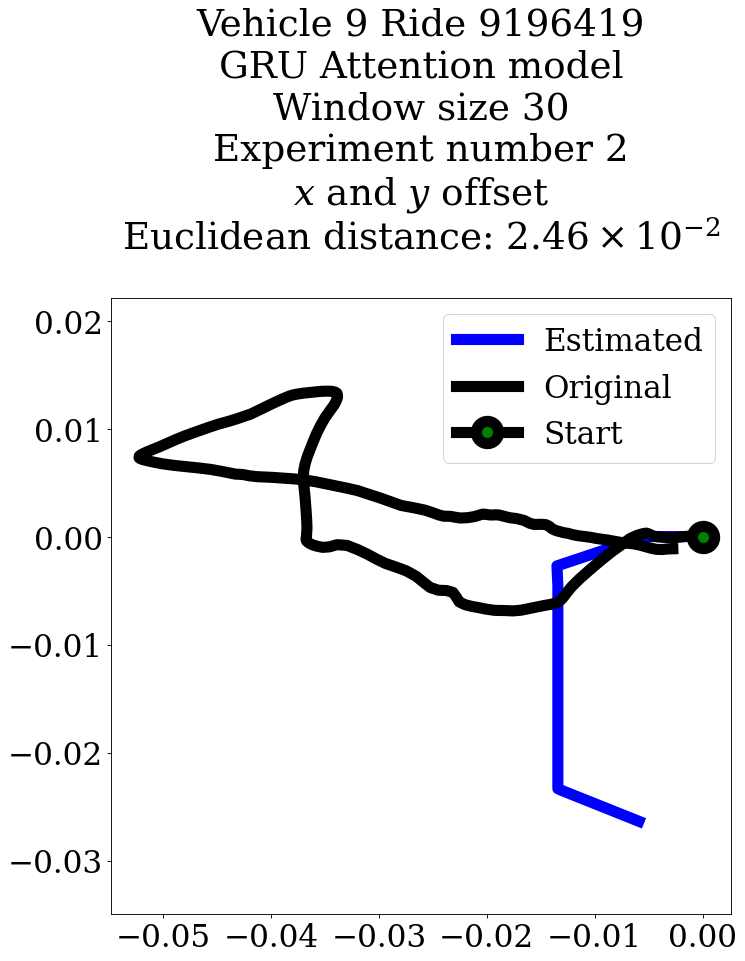 Vehicle 9 Ride 9196419
GRU Attention model
Window size 30
Experiment number 2
x and y offset
Euclidean distance: 2.46 × 10⁻²
Estimated
Original
Start
0.02
0.01
0.00
−0.01
−0.02
−0.03
−0.05 −0.04 −0.03 −0.02 −0.01 0.00